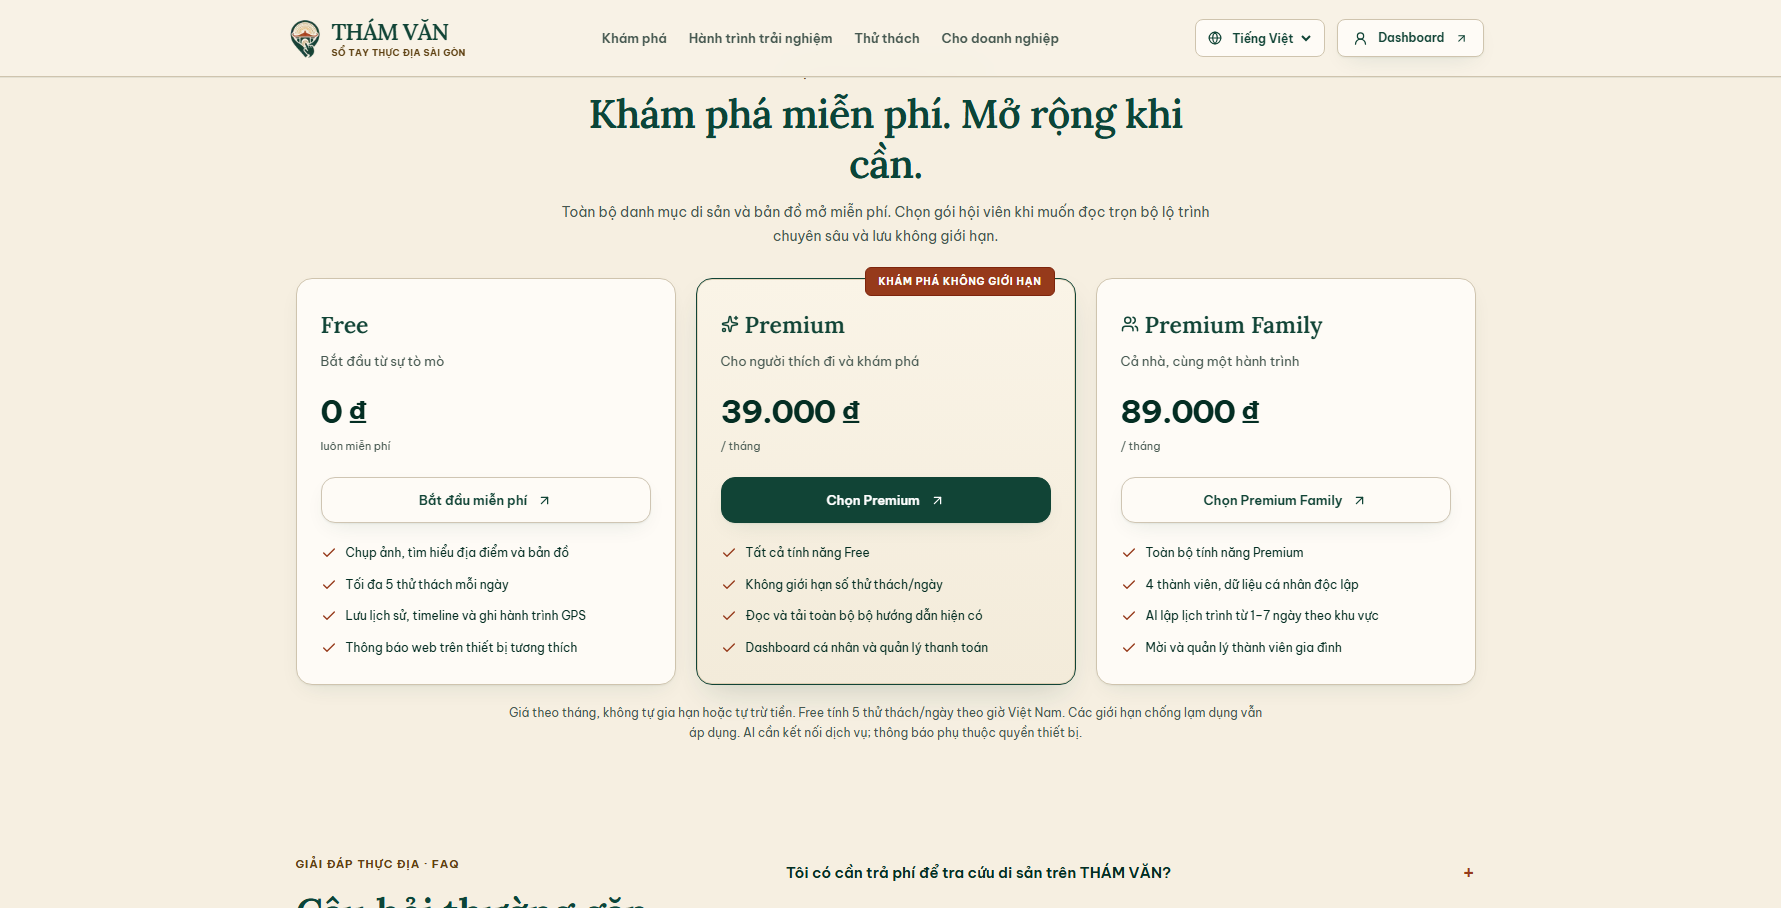 THÁM VĂN
SỔ TAY THỰC ĐỊA SÀI GÒN
Khám phá
Hành trình trải nghiệm
Thử thách
Cho doanh nghiệp
Tiếng Việt
Dashboard
Khám phá miễn phí. Mở rộng khi
cần.
Toàn bộ danh mục di sản và bản đồ mở miễn phí. Chọn gói hội viên khi muốn đọc trọn bộ lộ trình
chuyên sâu và lưu không giới hạn.
Free
Bắt đầu từ sự tò mò
0 ₫
luôn miễn phí
Bắt đầu miễn phí
Chụp ảnh, tìm hiểu địa điểm và bản đồ
Tối đa 5 thử thách mỗi ngày
Lưu lịch sử, timeline và ghi hành trình GPS
Thông báo web trên thiết bị tương thích
KHÁM PHÁ KHÔNG GIỚI HẠN
Premium
Cho người thích đi và khám phá
39.000 ₫
/ tháng
Chọn Premium
Tất cả tính năng Free
Không giới hạn số thử thách/ngày
Đọc và tải toàn bộ bộ hướng dẫn hiện có
Dashboard cá nhân và quản lý thanh toán
Premium Family
Cả nhà, cùng một hành trình
89.000 ₫
/ tháng
Chọn Premium Family
Toàn bộ tính năng Premium
4 thành viên, dữ liệu cá nhân độc lập
AI lập lịch trình từ 1–7 ngày theo khu vực
Mời và quản lý thành viên gia đình
Giá theo tháng, không tự gia hạn hoặc tự trừ tiền. Free tính 5 thử thách/ngày theo giờ Việt Nam. Các giới hạn chống lạm dụng vẫn
áp dụng. AI cần kết nối dịch vụ; thông báo phụ thuộc quyền thiết bị.
GIẢI ĐÁP THỰC ĐỊA · FAQ
Câu hỏi thường gặp
Tôi có cần trả phí để tra cứu di sản trên THÁM VĂN?
+